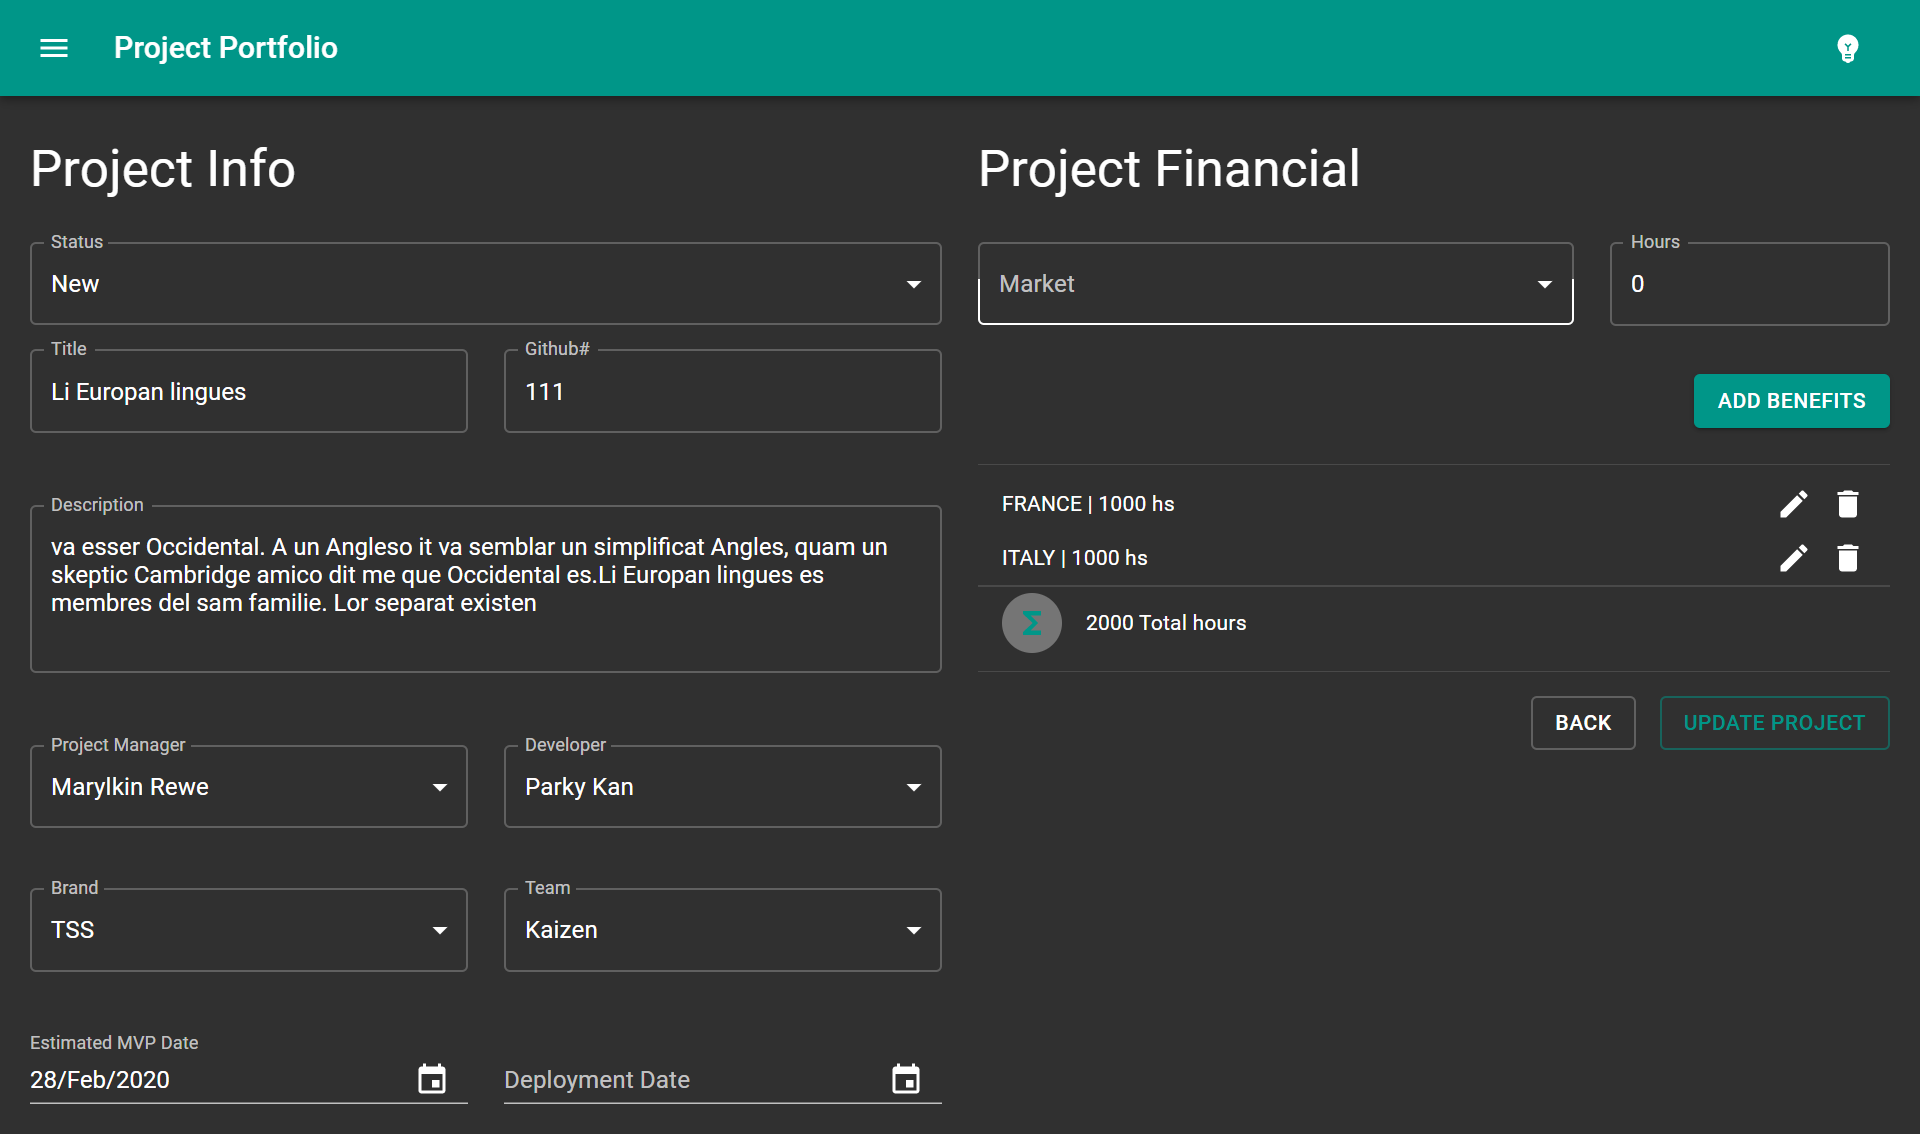 Project Portfolio
Project Info
Status
New
Title
Li Europan lingues
Github#
111
Description
va esser Occidental. A un Angleso it va semblar un simplificat Angles, quam un
skeptic Cambridge amico dit me que Occidental es.Li Europan lingues es
membres del sam familie. Lor separat existen
Project Manager
Marylkin Rewe
Developer
Parky Kan
Brand
TSS
Team
Kaizen
Estimated MVP Date
28/Feb/2020
Deployment Date
Project Financial
Market
Hours
0
ADD BENEFITS
FRANCE | 1000 hs
ITALY | 1000 hs
Σ 2000 Total hours
BACK
UPDATE PROJECT